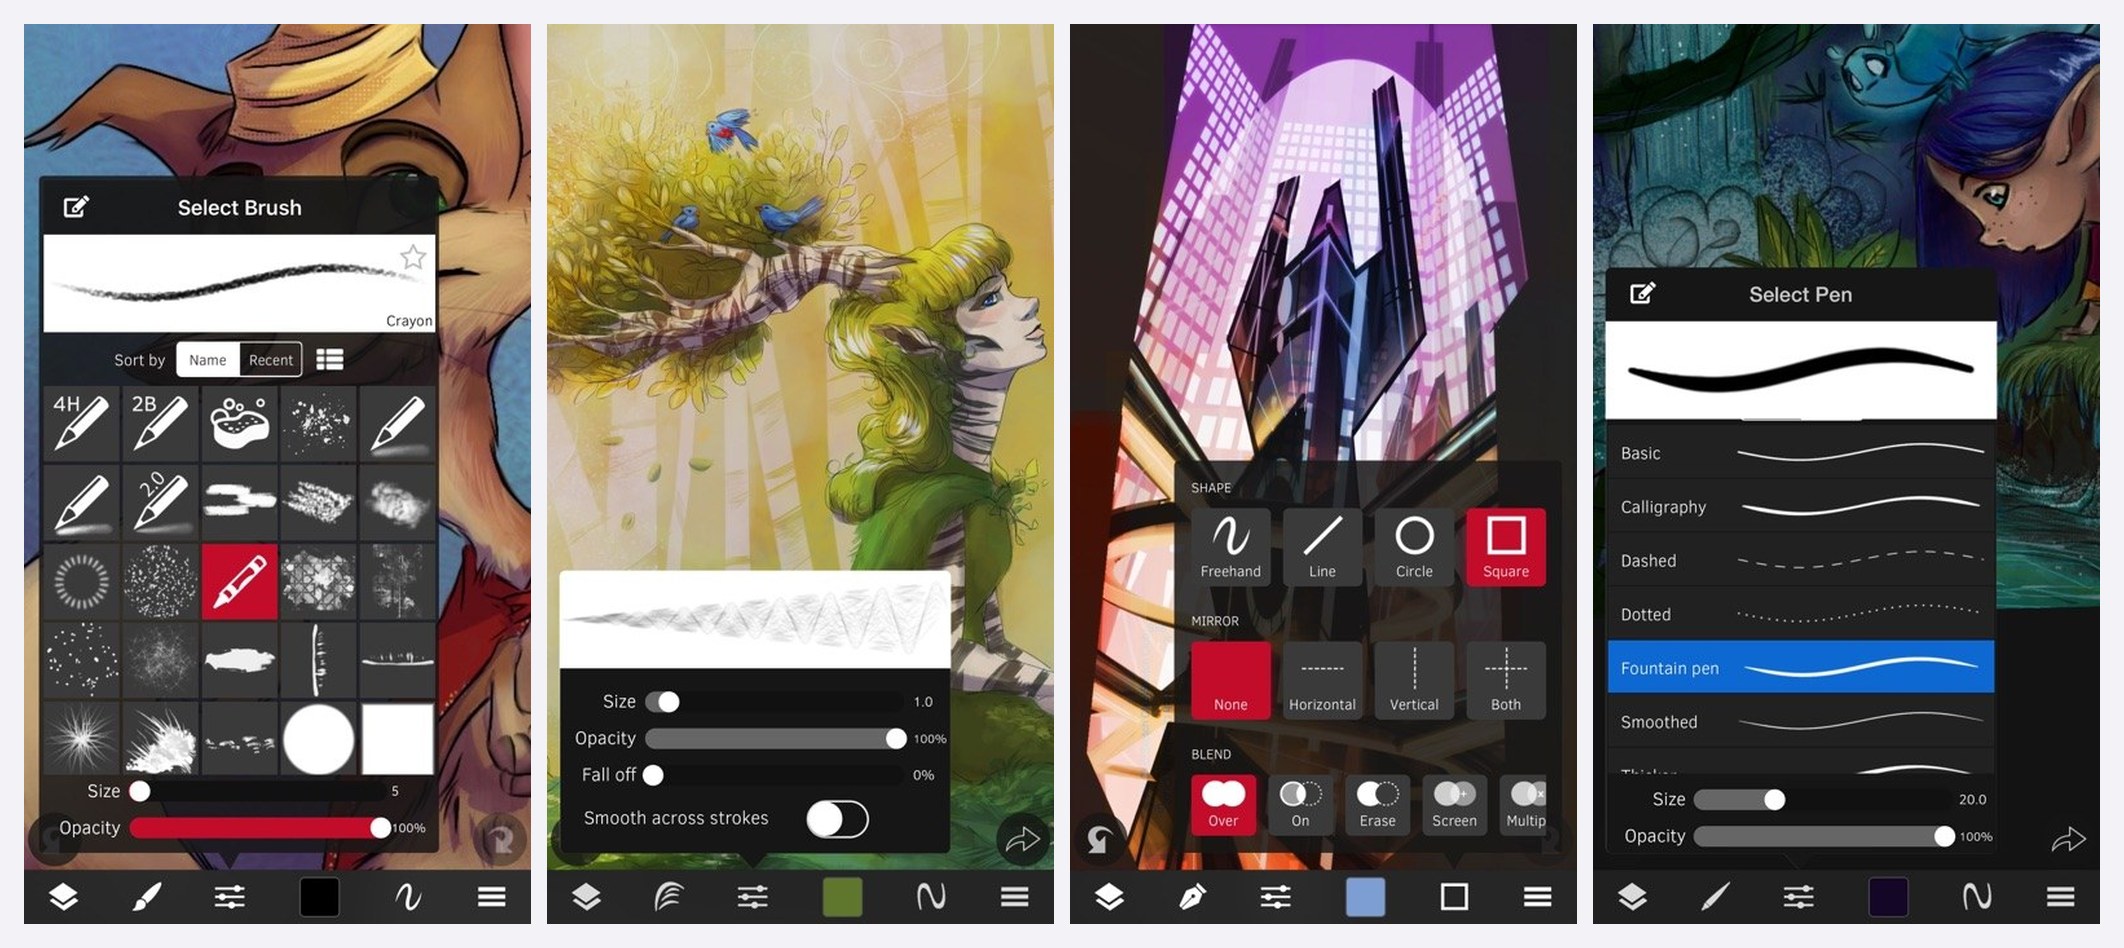 Select Brush
Crayon
Sort by Name Recent
4H 2B
2.0
Size 5
Opacity 100%
Size 1.0
Opacity 100%
Fall off 0%
Smooth across strokes
SHAPE
Freehand Line Circle Square
MIRROR
None Horizontal Vertical Both
BLEND
Over On Erase Screen Multip
Select Pen
Basic
Calligraphy
Dashed
Dotted
Fountain pen
Smoothed
Size 20.0
Opacity 100%